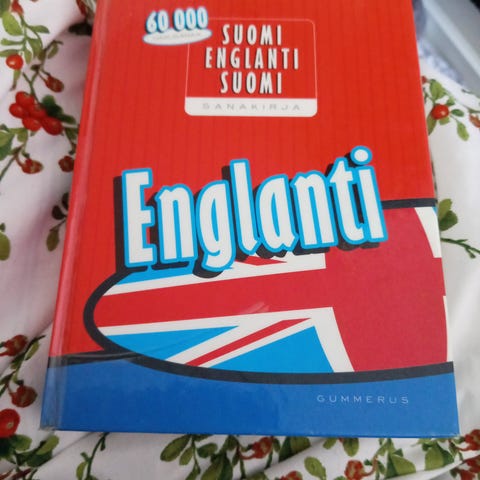 60 000
SUOMI
ENGLANTI
SUOMI
SANAKIRJA
Englanti
GUMMERUS